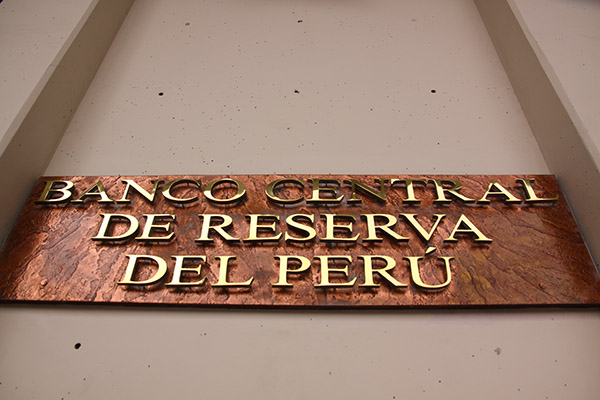 BANCO CENTRAL
DE RESERVA
DEL PERÚ